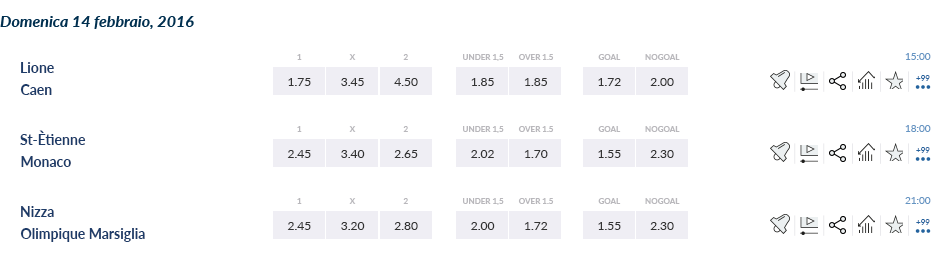 Domenica 14 febbraio, 2016
1 X 2 UNDER 1,5 OVER 1.5 GOAL NOGOAL 15:00
Lione
1.75 3.45 4.50 1.85 1.85 1.72 2.00 +99
Caen
1 X 2 UNDER 1,5 OVER 1.5 GOAL NOGOAL 18:00
St-Ètienne
2.45 3.40 2.65 2.02 1.70 1.55 2.30 +99
Monaco
1 X 2 UNDER 1,5 OVER 1.5 GOAL NOGOAL 21:00
Nizza
2.45 3.20 2.80 2.00 1.72 1.55 2.30 +99
Olimpique Marsiglia